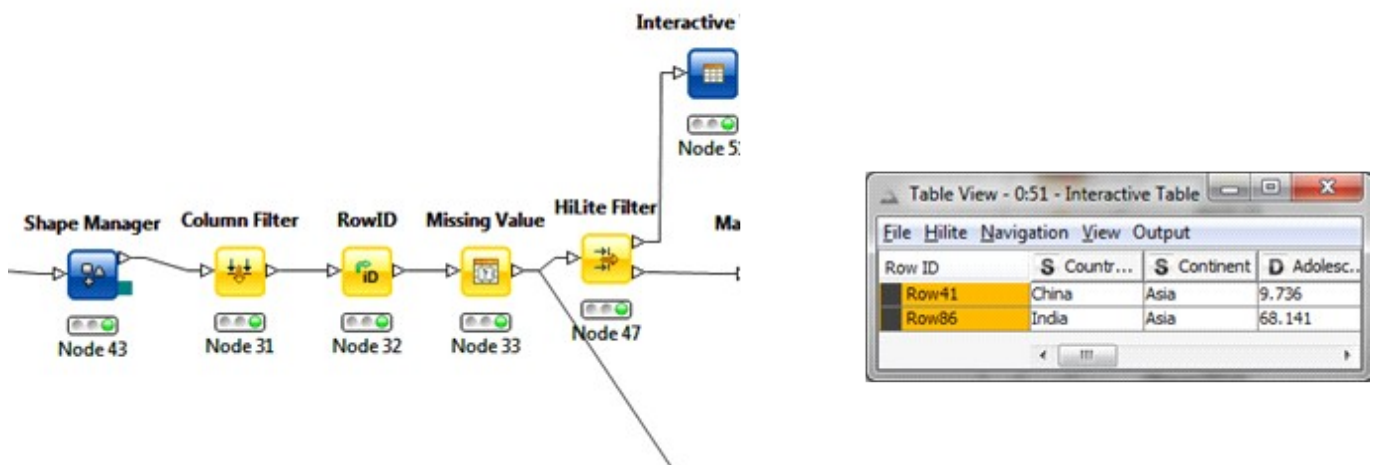 Interactive
Node 5
Shape Manager
Column Filter
RowID
Missing Value
HiLite Filter
Ma
iD
?
Node 43
Node 31
Node 32
Node 33
Node 47
Table View - 0:51 - Interactive Table
File Hilite Navigation View Output
Row ID S Countr... S Continent D Adolesc..
Row41 China Asia 9.736
Row86 India Asia 68.141